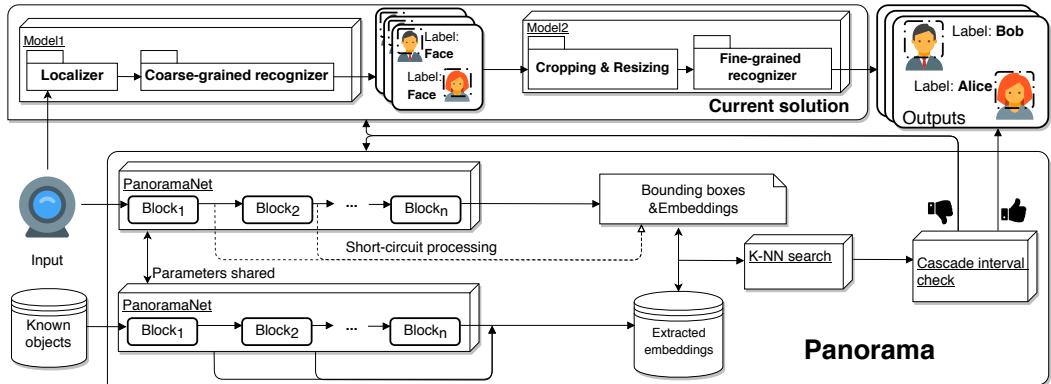 Model1
Localizer
Coarse-grained recognizer
Label:
Face
Label:
Face
Model2
Cropping & Resizing
Fine-grained
recognizer
Current solution
Label: Bob
Label: Alice
Outputs
Input
PanoramaNet
Block1
Block2
...
Blockn
Short-circuit processing
Bounding boxes
&Embeddings
Parameters shared
K-NN search
Cascade interval
check
Known
objects
PanoramaNet
Block1
Block2
...
Blockn
Extracted
embeddings
Panorama